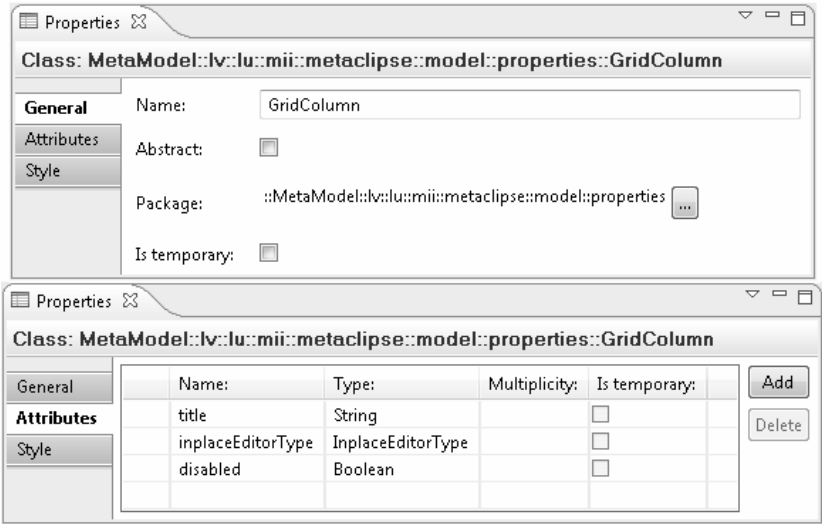 Properties
Class: MetaModel::lv::lu::mii::metaclipse::model::properties::GridColumn
General
Attributes
Style
Name: GridColumn
Abstract:
Package: ::MetaModel::lv::lu::mii::metaclipse::model::properties ...
Is temporary:
Properties
Class: MetaModel::lv::lu::mii::metaclipse::model::properties::GridColumn
General
Attributes
Style
Name: Type: Multiplicity: Is temporary:
title String
inplaceEditorType InplaceEditorType
disabled Boolean
Add
Delete